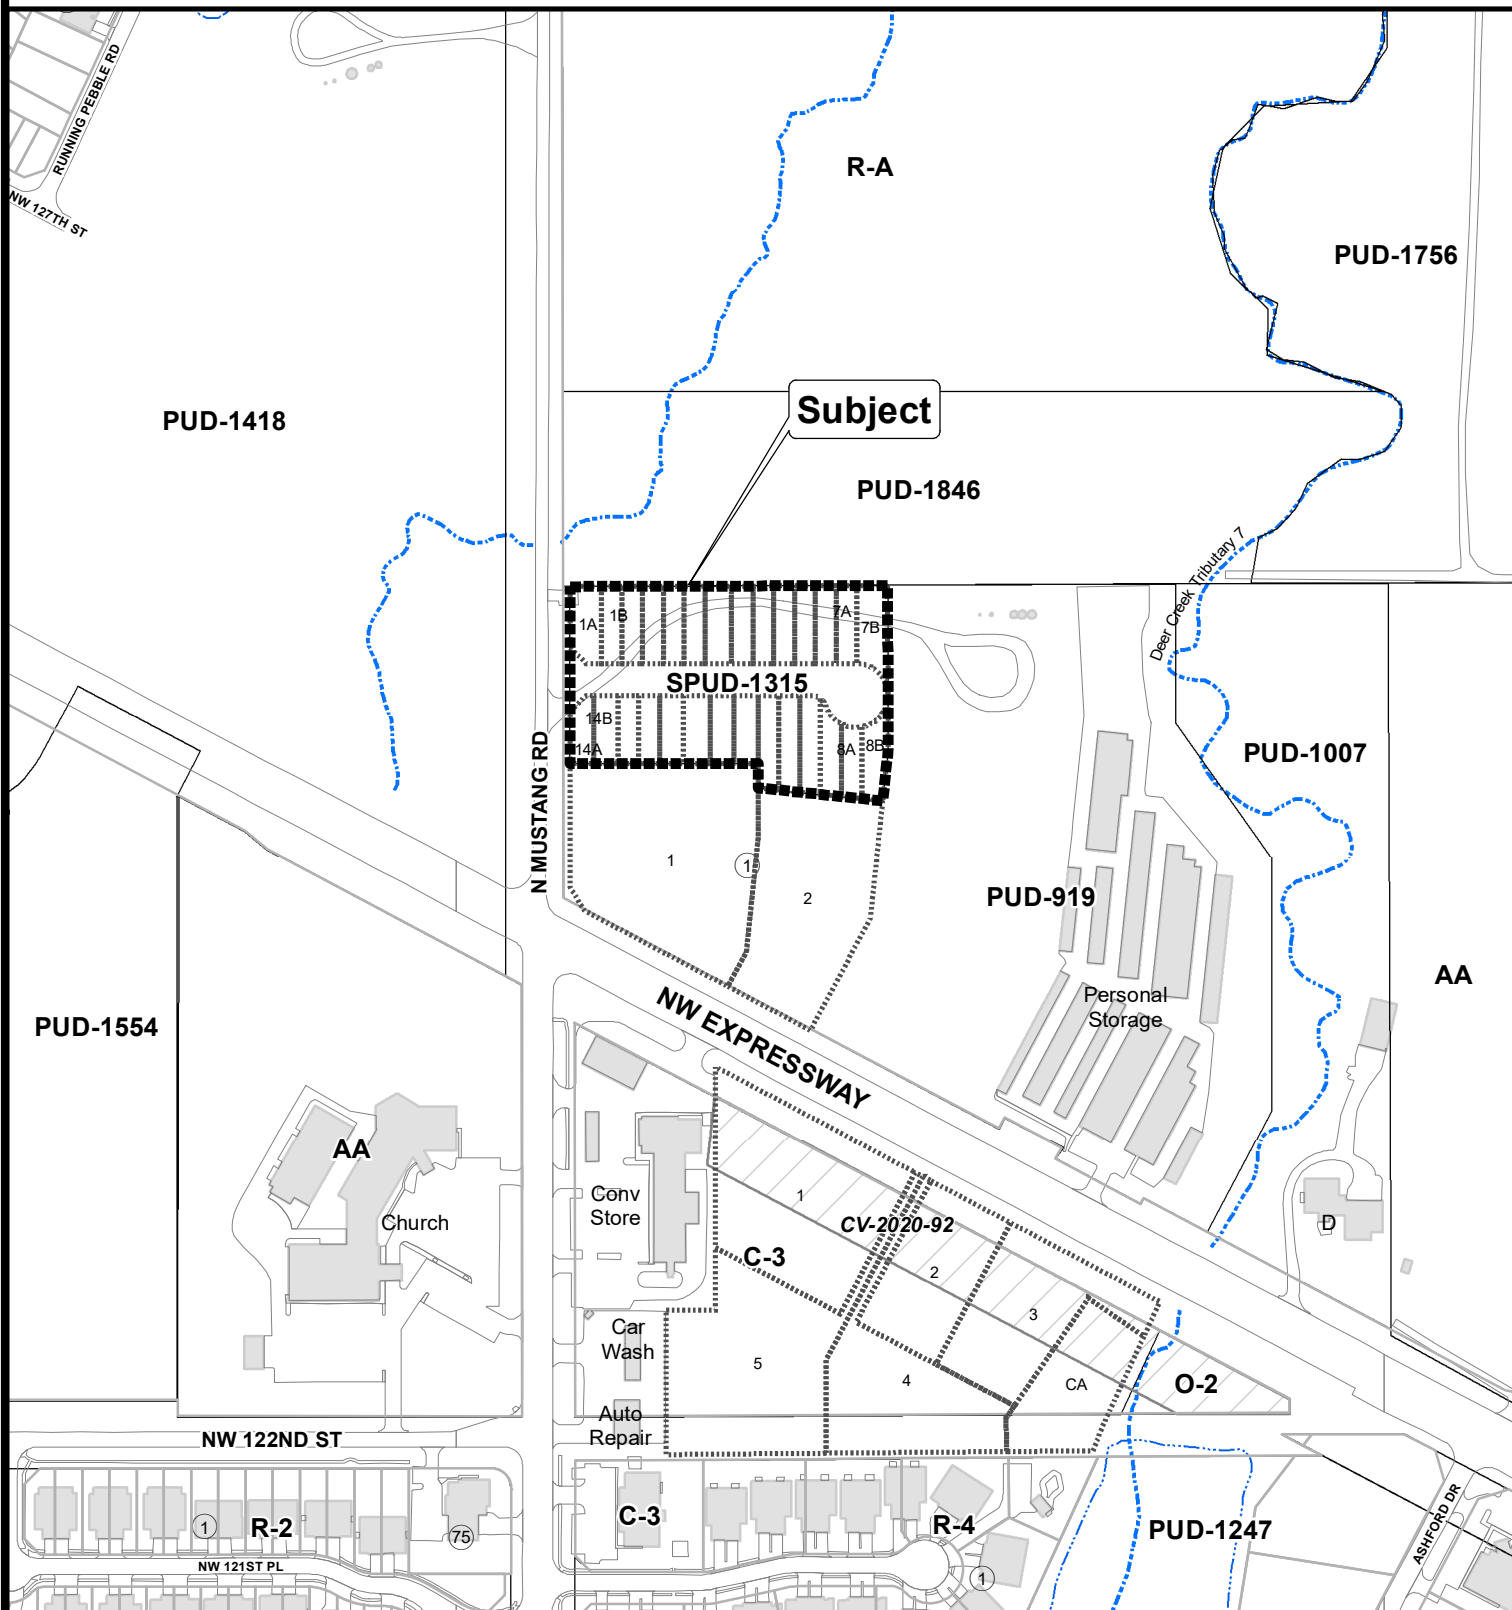 RUNNING PEBBLE RD
NW 127TH ST
R-A
PUD-1756
PUD-1418
Subject
PUD-1846
Deer Creek Tributary 7
1A
1B
7A
7B
SPUD-1315
14B
14A
8A
8B
N MUSTANG RD
PUD-1007
1
1
2
PUD-919
AA
Personal
Storage
NW EXPRESSWAY
PUD-1554
AA
Church
Conv
Store
1
CV-2020-92
C-3
2
3
D
Car
Wash
5
4
CA
O-2
Auto
Repair
NW 122ND ST
1
R-2
75
C-3
R-4
PUD-1247
ASHFORD DR
NW 121ST PL
1